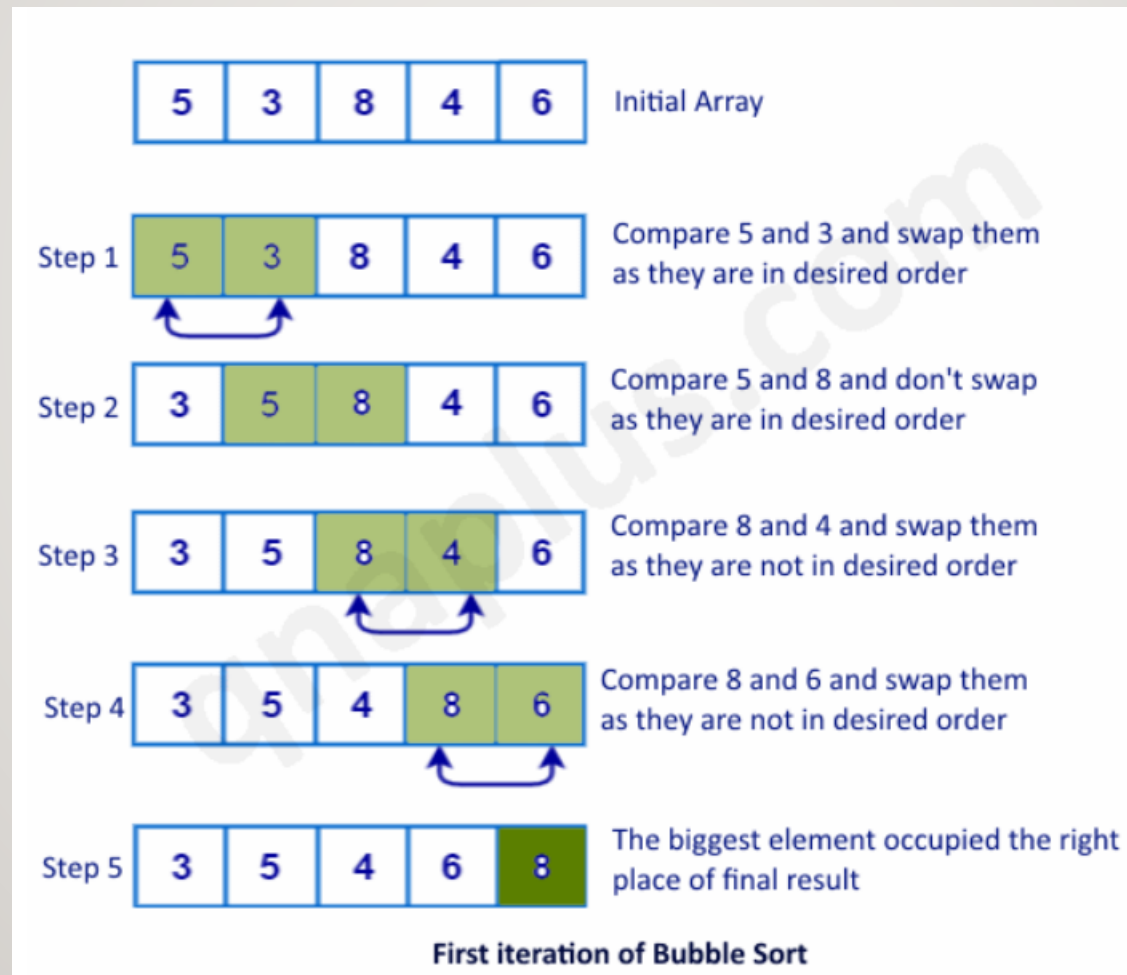 5 3 8 4 6 Initial Array
Step 1 5 3 8 4 6
Compare 5 and 3 and swap them
as they are in desired order
Step 2 3 5 8 4 6
Compare 5 and 8 and don't swap
as they are in desired order
Step 3 3 5 8 4 6
Compare 8 and 4 and swap them
as they are not in desired order
Step 4 3 5 4 8 6
Compare 8 and 6 and swap them
as they are not in desired order
Step 5 3 5 4 6 8
The biggest element occupied the right
place of final result
First iteration of Bubble Sort
qnaplus.com